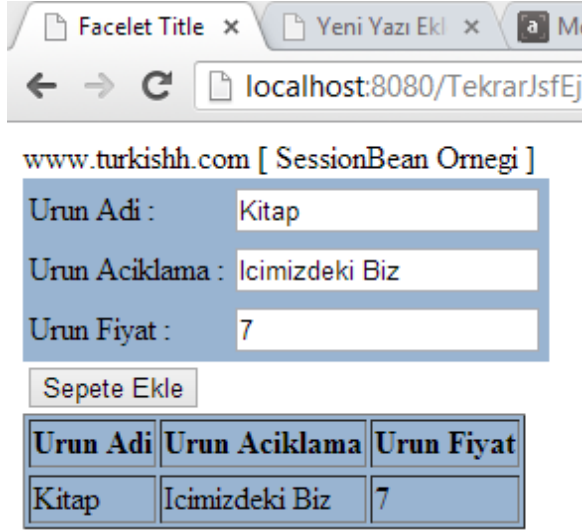 Facelet Title × Yeni Yazı Ekl ×
localhost:8080/TekrarJsfEj
www.turkishh.com [ SessionBean Ornegi ]
Urun Adi : Kitap
Urun Aciklama : Icimizdeki Biz
Urun Fiyat : 7
Sepete Ekle
Urun Adi Urun Aciklama Urun Fiyat
Kitap Icimizdeki Biz 7